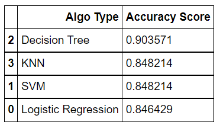 Algo Type Accuracy Score
2 Decision Tree 0.903571
3 KNN 0.848214
1 SVM 0.848214
0 Logistic Regression 0.846429